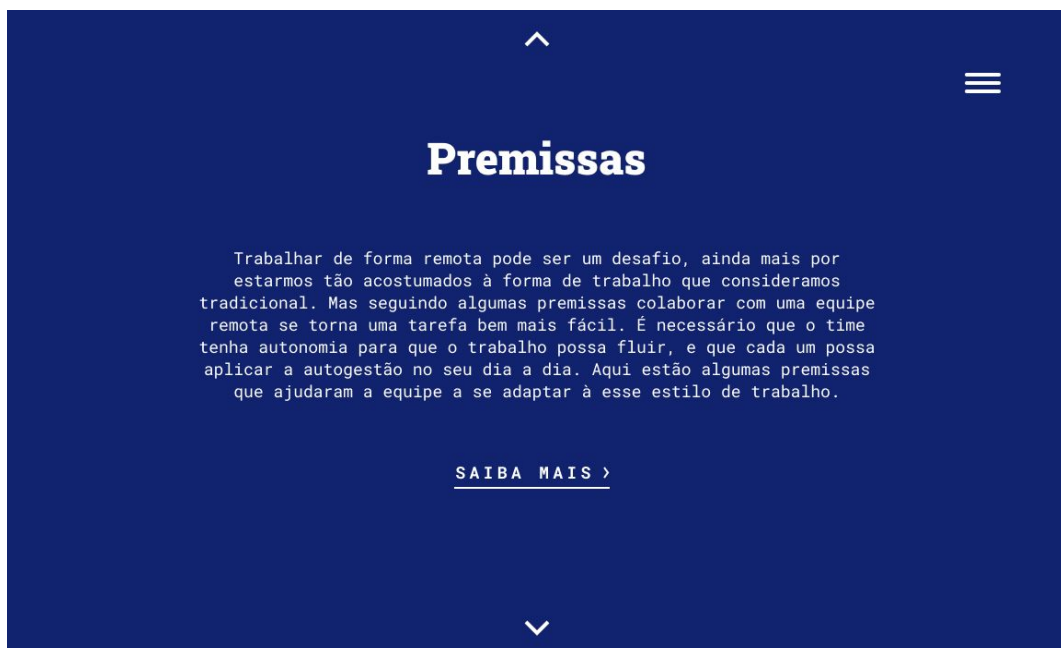 Premissas
Trabalhar de forma remota pode ser um desafio, ainda mais por
estarmos tão acostumados à forma de trabalho que consideramos
tradicional. Mas seguindo algumas premissas colaborar com uma equipe
remota se torna uma tarefa bem mais fácil. É necessário que o time
tenha autonomia para que o trabalho possa fluir, e que cada um possa
aplicar a autogestão no seu dia a dia. Aqui estão algumas premissas
que ajudaram a equipe a se adaptar à esse estilo de trabalho.
SAIBA MAIS >